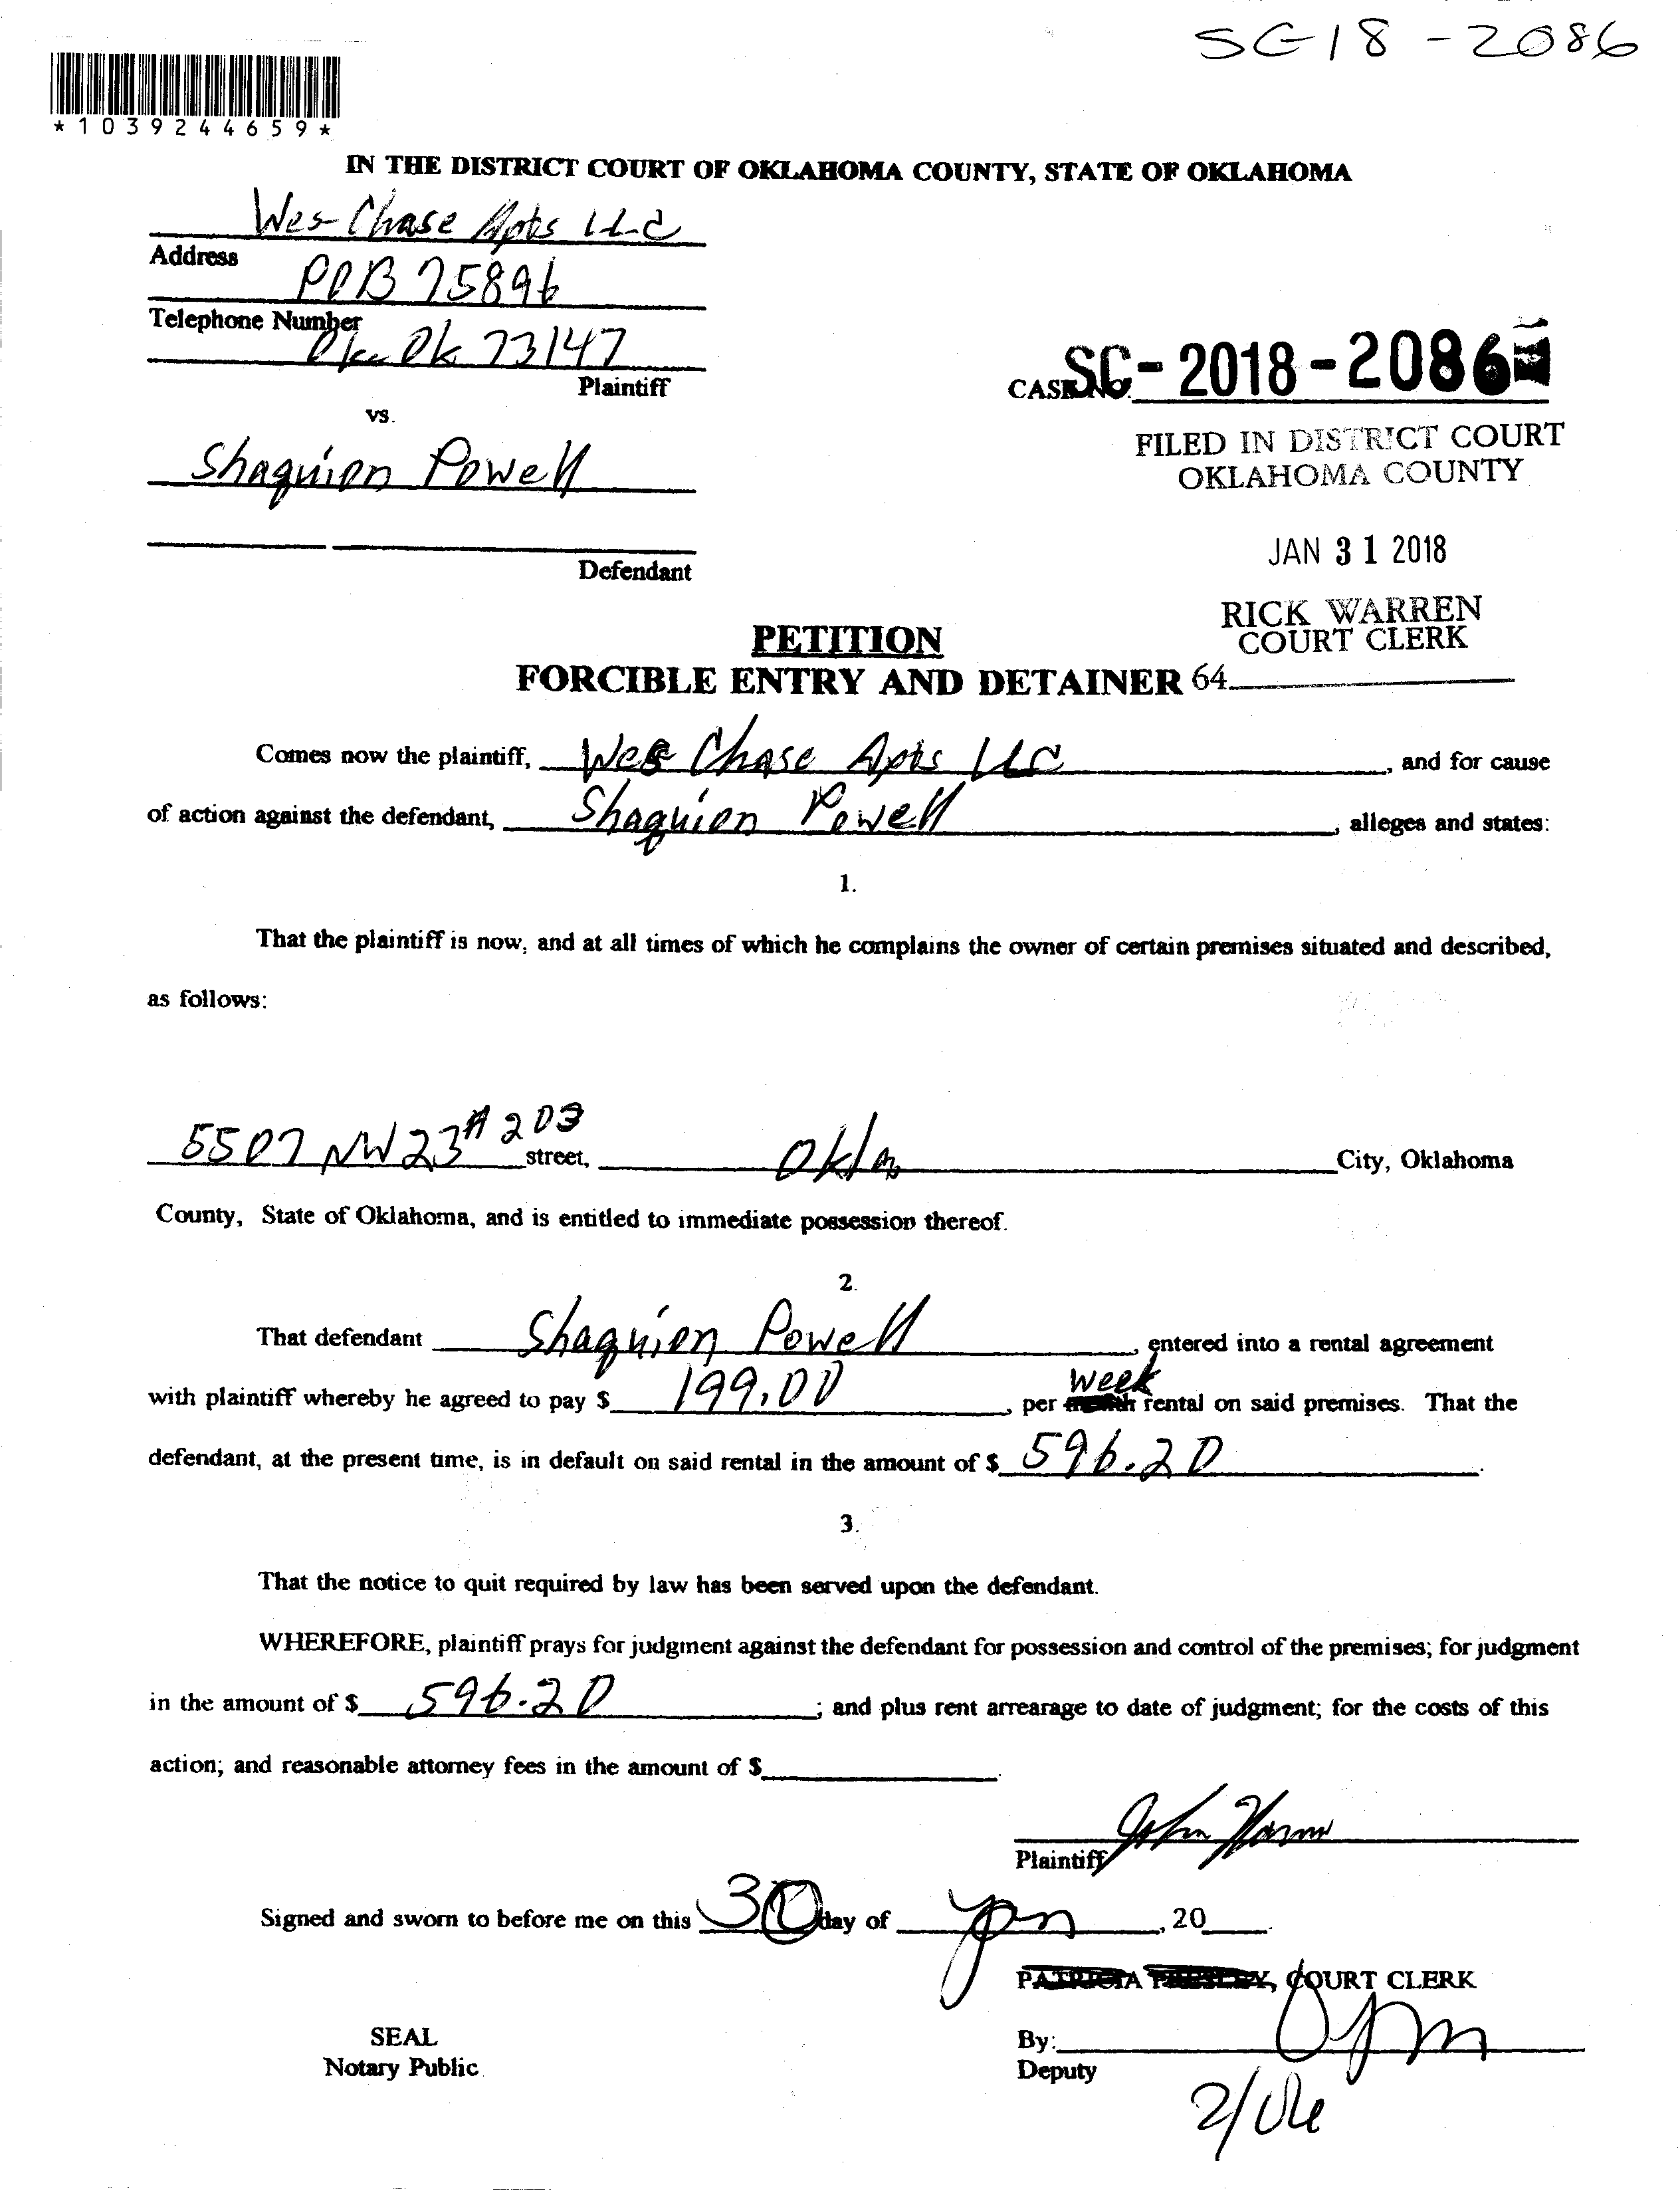 SC-18-2086
*1039244659*
IN THE DISTRICT COURT OF OKLAHOMA COUNTY, STATE OF OKLAHOMA
Wes Chase Apts LLC
Address
POB 75896
Telephone Number
Okc Ok 73147
Plaintiff
vs.
CASE NO. SC-2018-2086
Shaquion Powell
FILED IN DISTRICT COURT
OKLAHOMA COUNTY
JAN 31 2018
Defendant
RICK WARREN
COURT CLERK
PETITION
FORCIBLE ENTRY AND DETAINER 64
Comes now the plaintiff, Wes Chase Apts LLC, and for cause
of action against the defendant, Shaquion Powell, alleges and states:
1.
That the plaintiff is now, and at all times of which he complains the owner of certain premises situated and described,
as follows:
5507 NW 23 # 203 street, Okla City, Oklahoma
County, State of Oklahoma, and is entitled to immediate possession thereof.
2.
That defendant Shaquion Powell, entered into a rental agreement
with plaintiff whereby he agreed to pay $ 199.00, per week rental on said premises. That the
defendant, at the present time, is in default on said rental in the amount of $ 596.20.
3.
That the notice to quit required by law has been served upon the defendant.
WHEREFORE, plaintiff prays for judgment against the defendant for possession and control of the premises; for judgment
in the amount of $ 596.20; and plus rent arrearage to date of judgment; for the costs of this
action; and reasonable attorney fees in the amount of $ .
John
Plaintiff
Signed and sworn to before me on this 30 day of Jan, 20 .
PATRICIA PRESLEY, COURT CLERK
SEAL
Notary Public
By:
Deputy